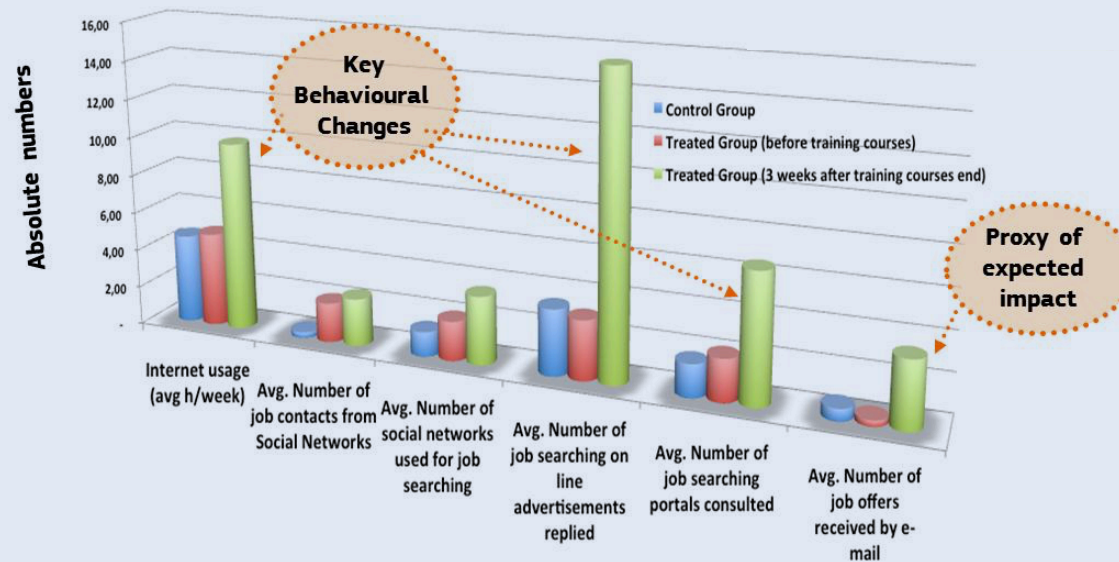 Absolute numbers
16,00
14,00
12,00
10,00
8,00
6,00
4,00
2,00
-
Key
Behavioural
Changes
Control Group
Treated Group (before training courses)
Treated Group (3 weeks after training courses end)
Proxy of
expected
impact
Internet usage
(avg h/week)
Avg. Number of
job contacts from
Social Networks
Avg. Number of
social networks
used for job
searching
Avg. Number of
job searching on
line
advertisements
replied
Avg. Number of
job searching
portals consulted
Avg. Number of
job offers
received by e-
mail